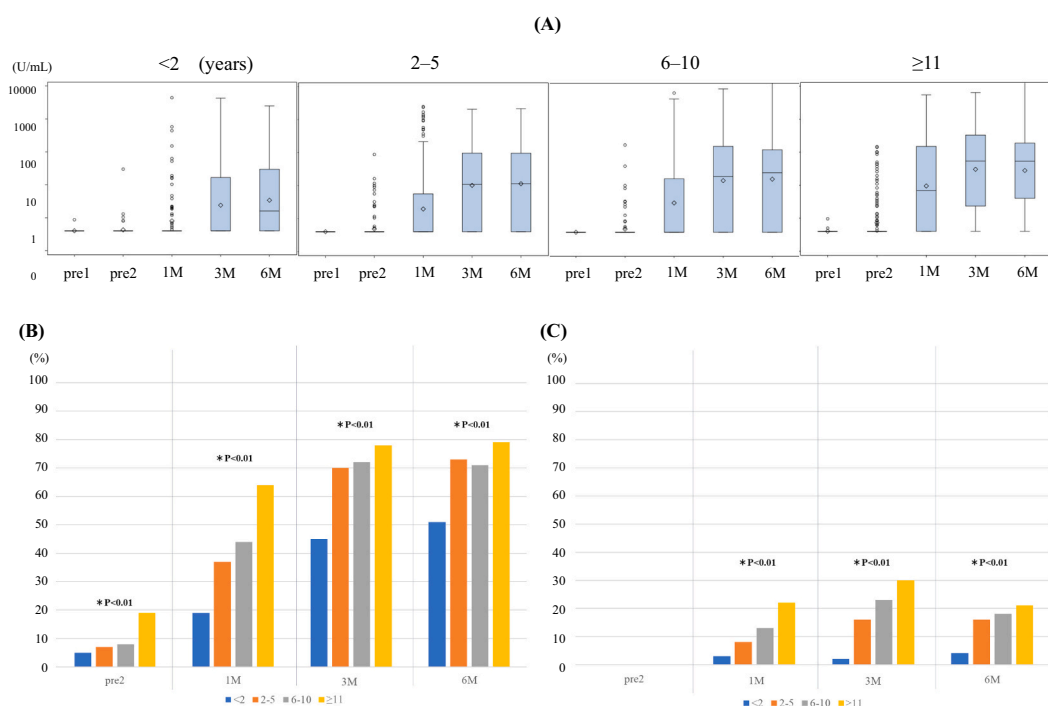 (A)
(U/mL) <2 (years) 2–5 6–10 ≥11
10000
1000
100
10
1
0
pre1 pre2 1M 3M 6M pre1 pre2 1M 3M 6M pre1 pre2 1M 3M 6M pre1 pre2 1M 3M 6M
(B)
(%)
100
90
80
70
60
50
40
30
20
10
0
* P<0.01
* P<0.01
* P<0.01
* P<0.01
pre2 1M 3M 6M
<2 2-5 6-10 ≥11
(C)
(%)
100
90
80
70
60
50
40
30
20
10
0
* P<0.01
* P<0.01
* P<0.01
pre2 1M 3M 6M
<2 2-5 6-10 ≥11